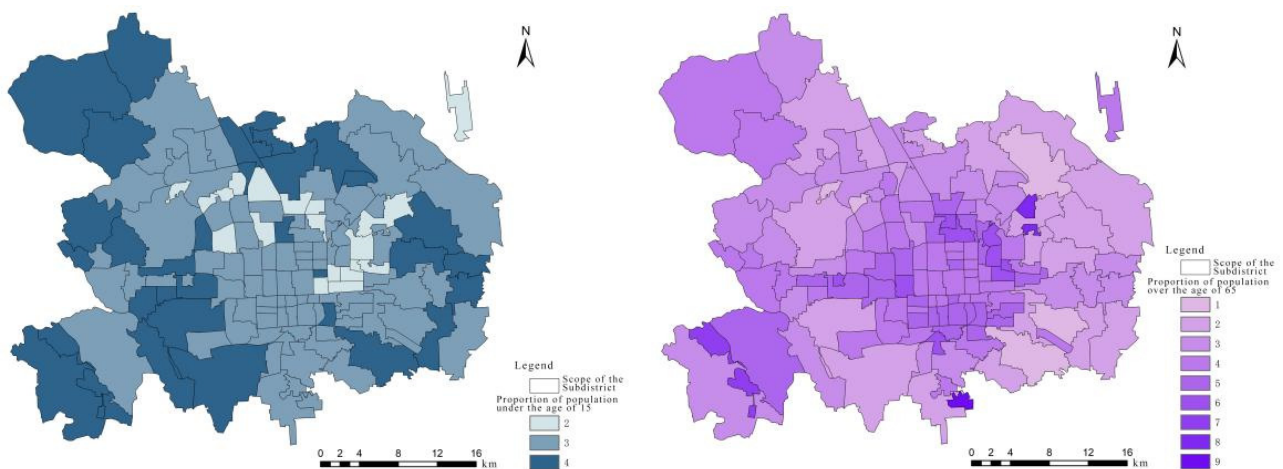 N
Legend
Scope of the
Subdistrict
Proportion of population
under the age of 15
2
3
4
0 2 4 8 12 16
km
N
Legend
Scope of the
Subdistrict
Proportion of population
over the age of 65
1
2
3
4
5
6
7
8
9
0 2 4 8 12 16
km